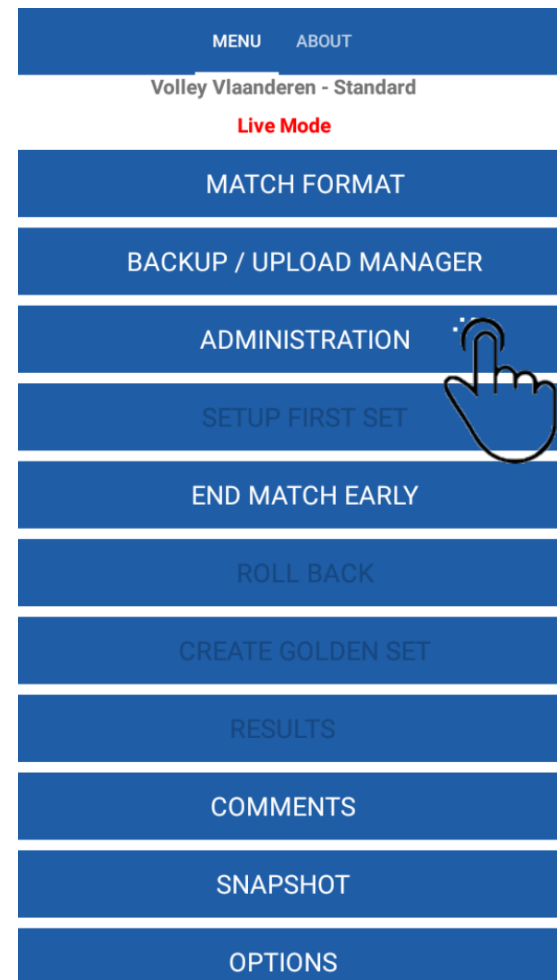 MENU ABOUT
Volley Vlaanderen - Standard
Live Mode
MATCH FORMAT
BACKUP / UPLOAD MANAGER
ADMINISTRATION
SETUP FIRST SET
END MATCH EARLY
ROLL BACK
CREATE GOLDEN SET
RESULTS
COMMENTS
SNAPSHOT
OPTIONS